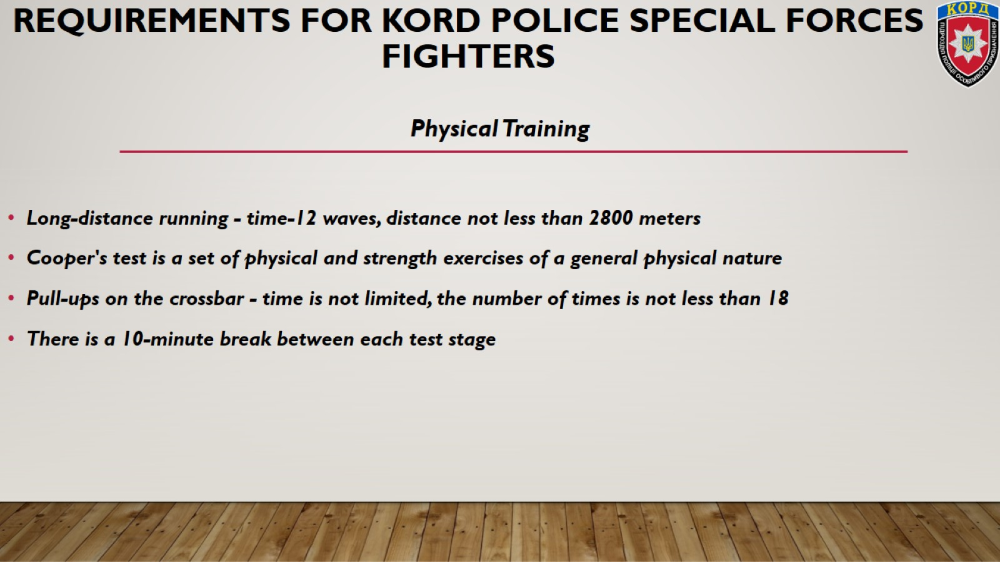 REQUIREMENTS FOR KORD POLICE SPECIAL FORCES
FIGHTERS
КОРД
ПІДРОЗДІЛ ПОЛІЦІЇ ОСОБЛИВОГО ПРИЗНАЧЕННЯ
Physical Training
• Long-distance running - time-12 waves, distance not less than 2800 meters
• Cooper's test is a set of physical and strength exercises of a general physical nature
• Pull-ups on the crossbar - time is not limited, the number of times is not less than 18
• There is a 10-minute break between each test stage